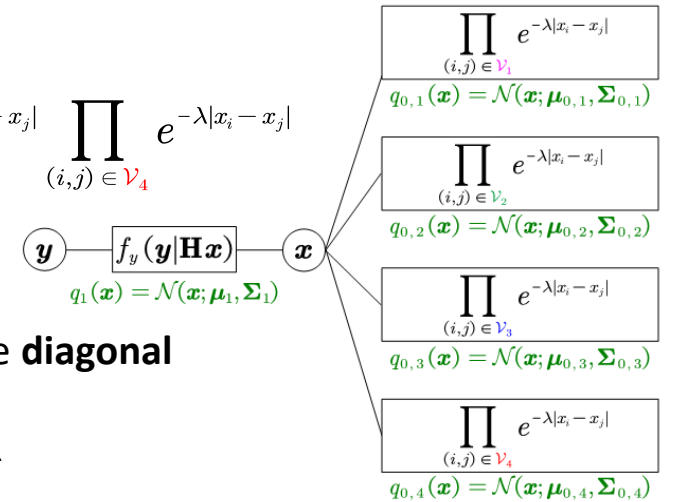 x_j| ∏ e^{-λ|x_i - x_j|}
(i,j) ∈ 𝒱_4
y f_y(y|Hx) x
q_1(x) = 𝒩(x; μ_1, Σ_1)
e diagonal
∏ e^{-λ|x_i - x_j|}
(i,j) ∈ 𝒱_1
q_{0,1}(x) = 𝒩(x; μ_{0,1}, Σ_{0,1})
∏ e^{-λ|x_i - x_j|}
(i,j) ∈ 𝒱_2
q_{0,2}(x) = 𝒩(x; μ_{0,2}, Σ_{0,2})
∏ e^{-λ|x_i - x_j|}
(i,j) ∈ 𝒱_3
q_{0,3}(x) = 𝒩(x; μ_{0,3}, Σ_{0,3})
∏ e^{-λ|x_i - x_j|}
(i,j) ∈ 𝒱_4
q_{0,4}(x) = 𝒩(x; μ_{0,4}, Σ_{0,4})